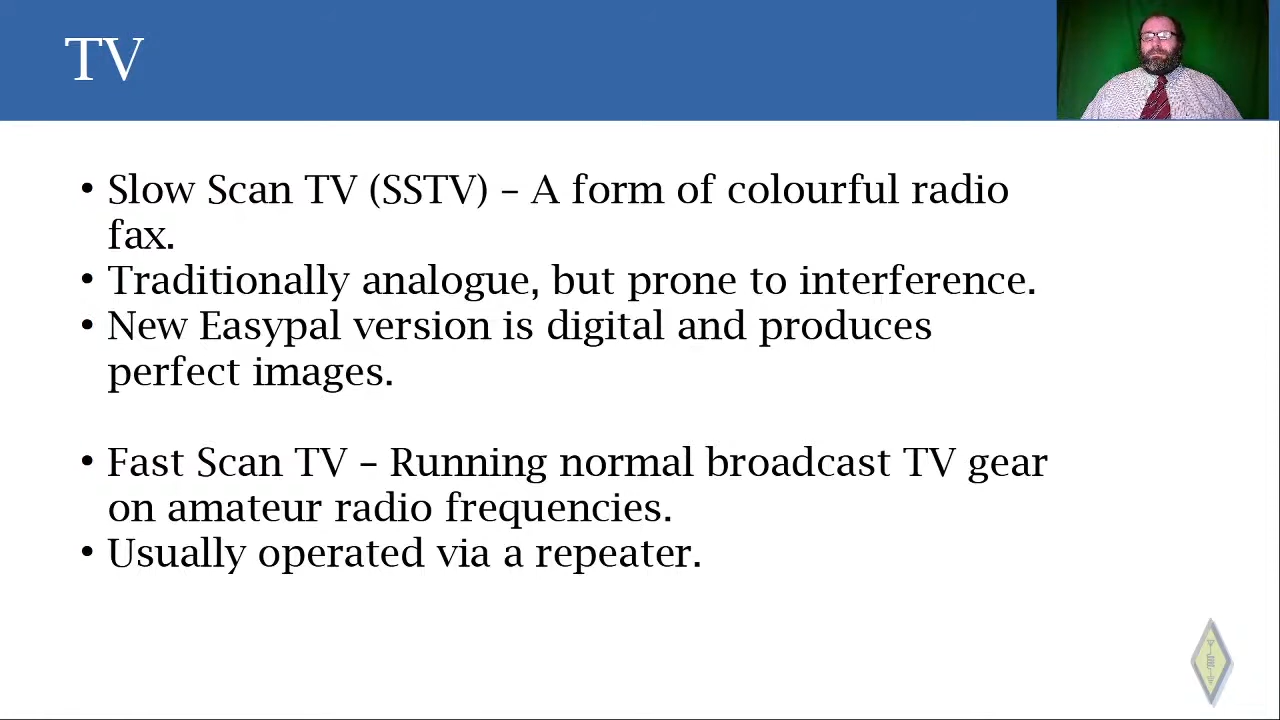 TV
• Slow Scan TV (SSTV) – A form of colourful radio
fax.
• Traditionally analogue, but prone to interference.
• New Easypal version is digital and produces
perfect images.
• Fast Scan TV – Running normal broadcast TV gear
on amateur radio frequencies.
• Usually operated via a repeater.